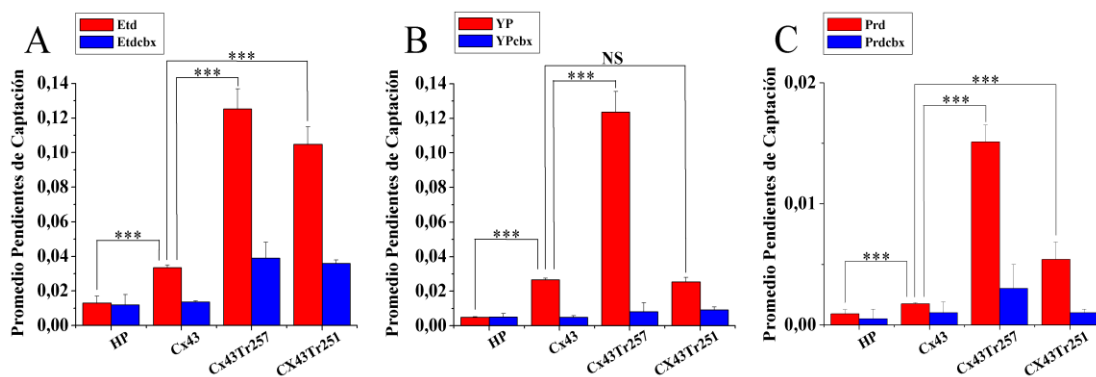 A
Etd
Etdcbx
Promedio Pendientes de Captación
0,14
0,12
0,10
0,08
0,06
0,04
0,02
0,00
***
***
***
HP
Cx43
Cx43Tr257
CX43Tr251
B
YP
YPcbx
Promedio Pendientes de Captación
0,14
0,12
0,10
0,08
0,06
0,04
0,02
0,00
NS
***
***
HP
Cx43
Cx43Tr257
CX43Tr251
C
Prd
Prdcbx
Promedio Pendientes de Captación
0,02
0,01
0,00
***
***
***
HP
Cx43
Cx43Tr257
CX43Tr251